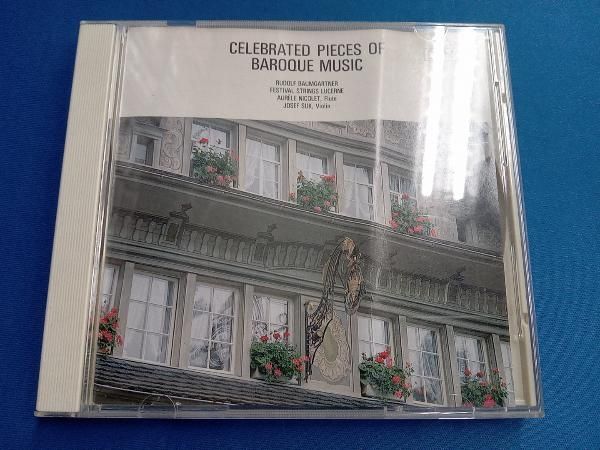 CELEBRATED PIECES OF
BAROQUE MUSIC
RUDOLF BAUMGARTNER
FESTIVAL STRINGS LUCERNE
AURÈLE NICOLET, Flute
JOSEF SUK, Violin